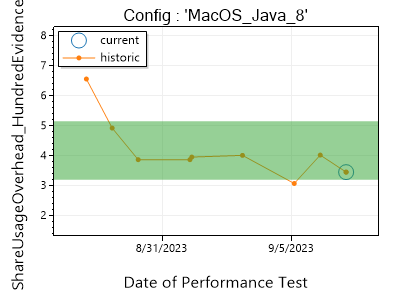 Config : 'MacOS_Java_8'
current
historic
8
7
6
5
4
3
2
ShareUsageOverhead_HundredEvidence
8/31/2023
9/5/2023
Date of Performance Test